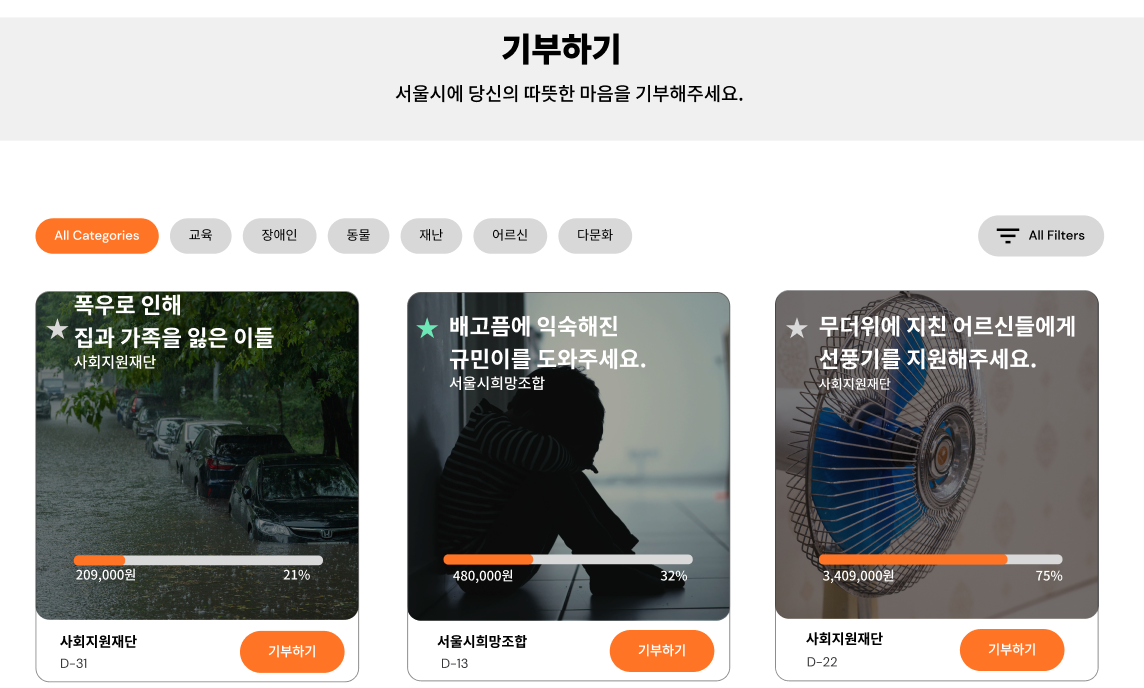 기부하기
서울시에 당신의 따뜻한 마음을 기부해주세요.
All Categories
교육
장애인
동물
재난
어르신
다문화
All Filters
폭우로 인해
집과 가족을 잃은 이들
사회지원재단
209,000원
21%
사회지원재단
D-31
기부하기
배고픔에 익숙해진
규민이를 도와주세요.
서울시희망조합
480,000원
32%
서울시희망조합
D-13
기부하기
무더위에 지친 어르신들에게
선풍기를 지원해주세요.
사회지원재단
3,409,000원
75%
사회지원재단
D-22
기부하기